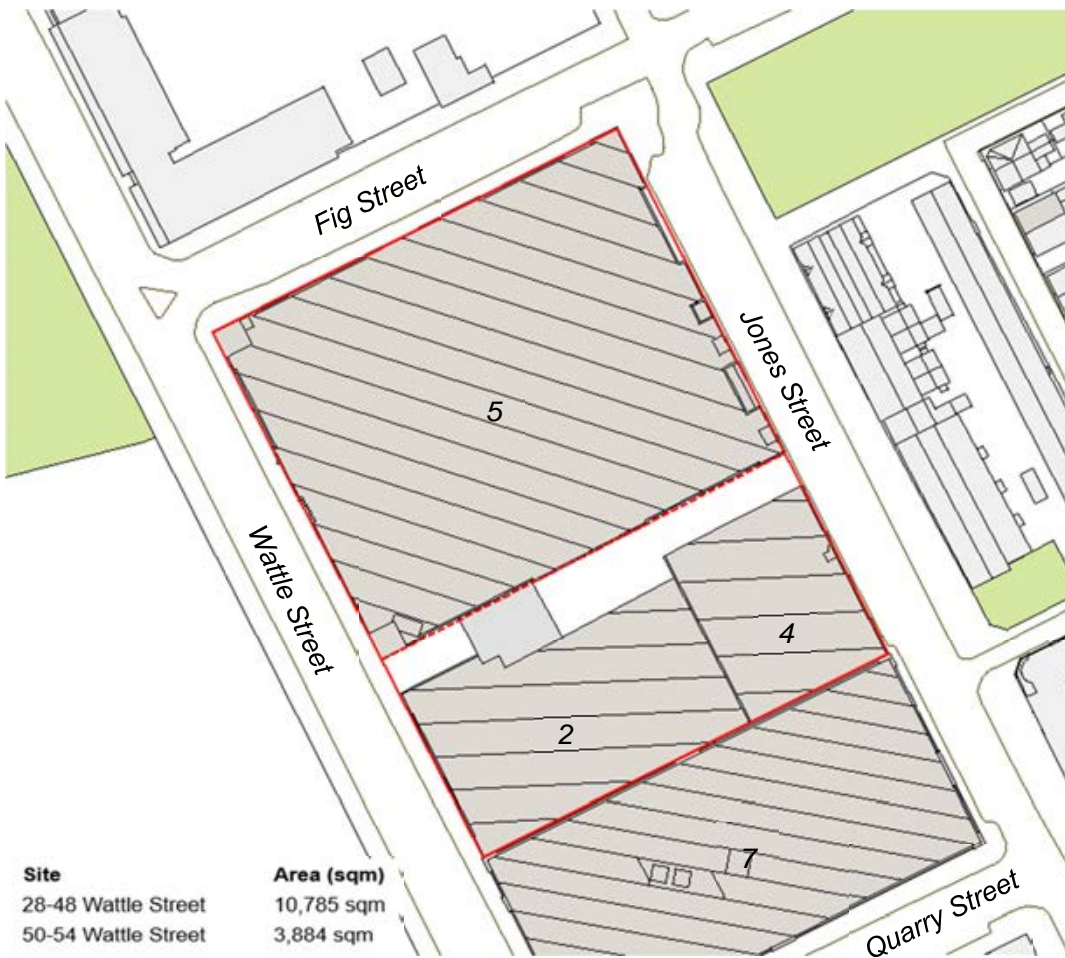 Fig Street
Jones Street
5
Wattle Street
4
2
7
Quarry Street
Site Area (sqm)
28-48 Wattle Street 10,785 sqm
50-54 Wattle Street 3,884 sqm